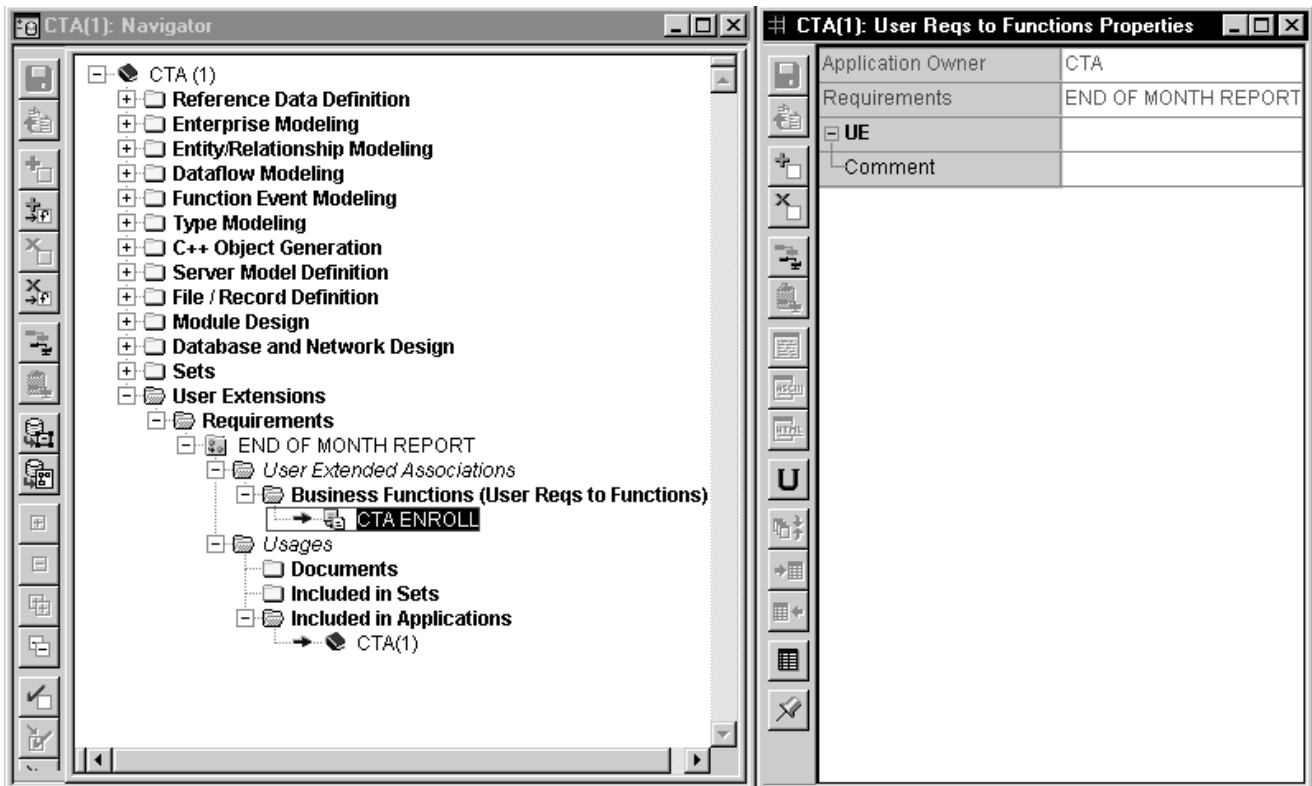 CTA(1): Navigator
CTA (1)
Reference Data Definition
Enterprise Modeling
Entity/Relationship Modeling
Dataflow Modeling
Function Event Modeling
Type Modeling
C++ Object Generation
Server Model Definition
File / Record Definition
Module Design
Database and Network Design
Sets
User Extensions
Requirements
END OF MONTH REPORT
User Extended Associations
Business Functions (User Reqs to Functions)
CTA ENROLL
Usages
Documents
Included in Sets
Included in Applications
CTA(1)
CTA(1): User Reqs to Functions Properties
Application Owner CTA
Requirements END OF MONTH REPORT
UE
Comment
ASCII
HTML
U